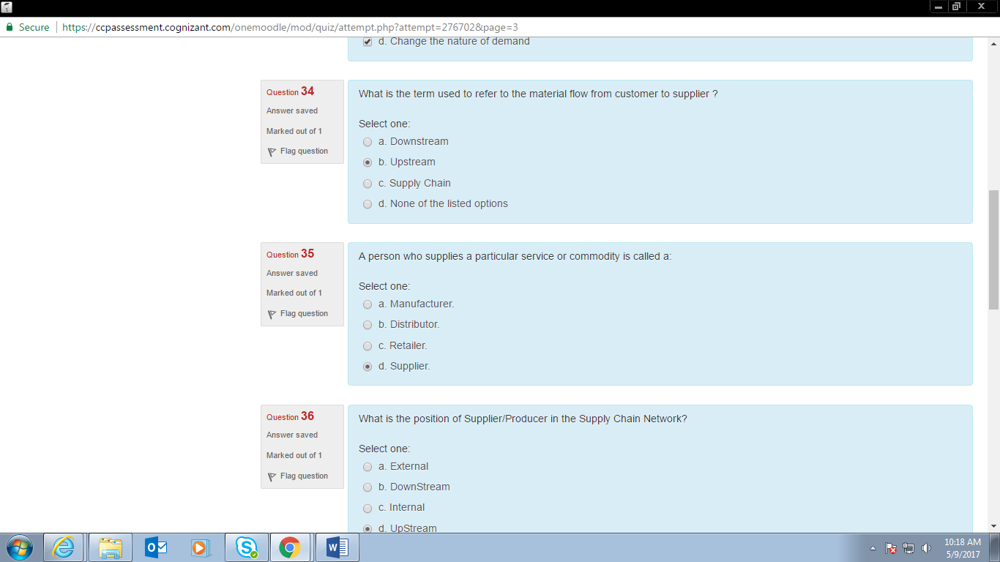 Secure
https://ccpassessment.cognizant.com/onemoodle/mod/quiz/attempt.php?attempt=276702&page=3
d. Change the nature of demand
Question 34
Answer saved
Marked out of 1
Flag question
What is the term used to refer to the material flow from customer to supplier ?
Select one:
a. Downstream
b. Upstream
c. Supply Chain
d. None of the listed options
Question 35
Answer saved
Marked out of 1
Flag question
A person who supplies a particular service or commodity is called a:
Select one:
a. Manufacturer.
b. Distributor.
c. Retailer.
d. Supplier.
Question 36
Answer saved
Marked out of 1
Flag question
What is the position of Supplier/Producer in the Supply Chain Network?
Select one:
a. External
b. DownStream
c. Internal
d. UpStream
10:18 AM
5/9/2017